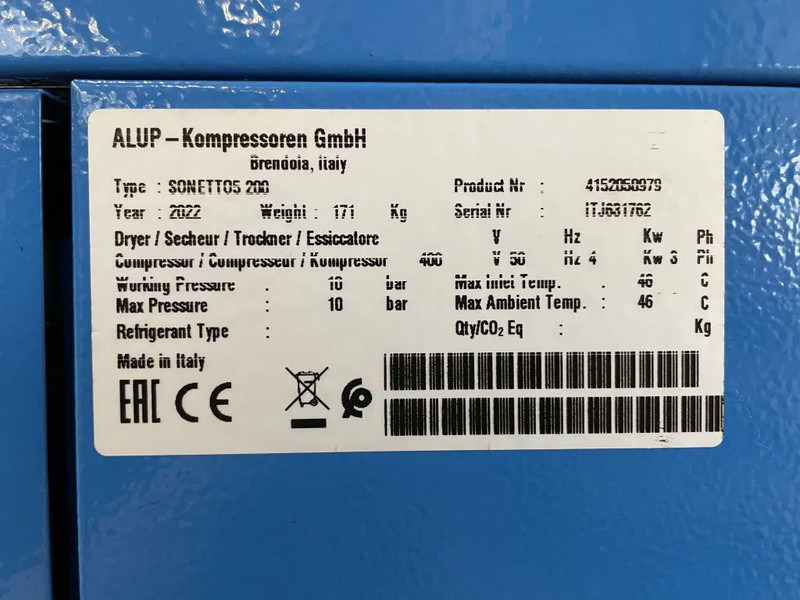 ALUP – Kompressoren GmbH
Brendola, Italy
Type : SONETTO5 200 Product Nr : 4152050979
Year : 2022 Weight : 171 Kg Serial Nr : ITJ631762
Dryer / Secheur / Trockner / Essiccatore V Hz Kw Ph
Compressor / Compresseur / Kompressor 400 V 50 Hz 4 Kw 3 Ph
Working Pressure : 10 bar Max Inlet Temp. : 46 C
Max Pressure : 10 bar Max Ambient Temp. : 46 C
Refrigerant Type : Qty/CO₂ Eq : Kg
Made in Italy
EAC CE